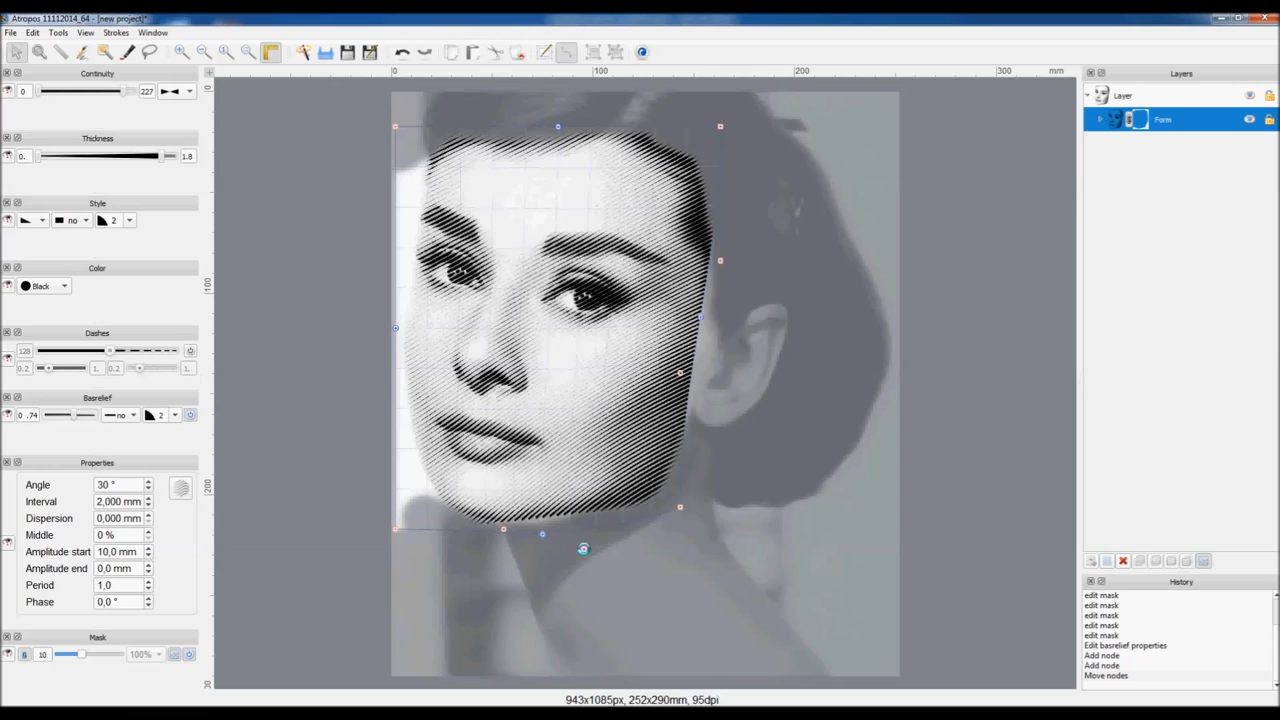 Atropos 11112014_64 - [new project]*
File Edit View Tools Strokes Window
Continuity
0 227
Thickness
0. 1.8
Style
no 2
Color
Black
Dashes
128
0.2 1. 0.2 1.
Basrelief
0 .74 no 2
Properties
Angle 30 °
Interval 2,000 mm
Dispersion 0,000 mm
Middle 0 %
Amplitude start 10,0 mm
Amplitude end 0,0 mm
Period 1,0
Phase 0,0 °
Mask
10 100%
0 100 200 300 mm
0
100
200
Layers
Layer
Form
History
edit mask
edit mask
edit mask
edit mask
edit mask
Edit basrelief properties
Add node
Add node
Move nodes
943x1085px, 252x290mm, 95dpi